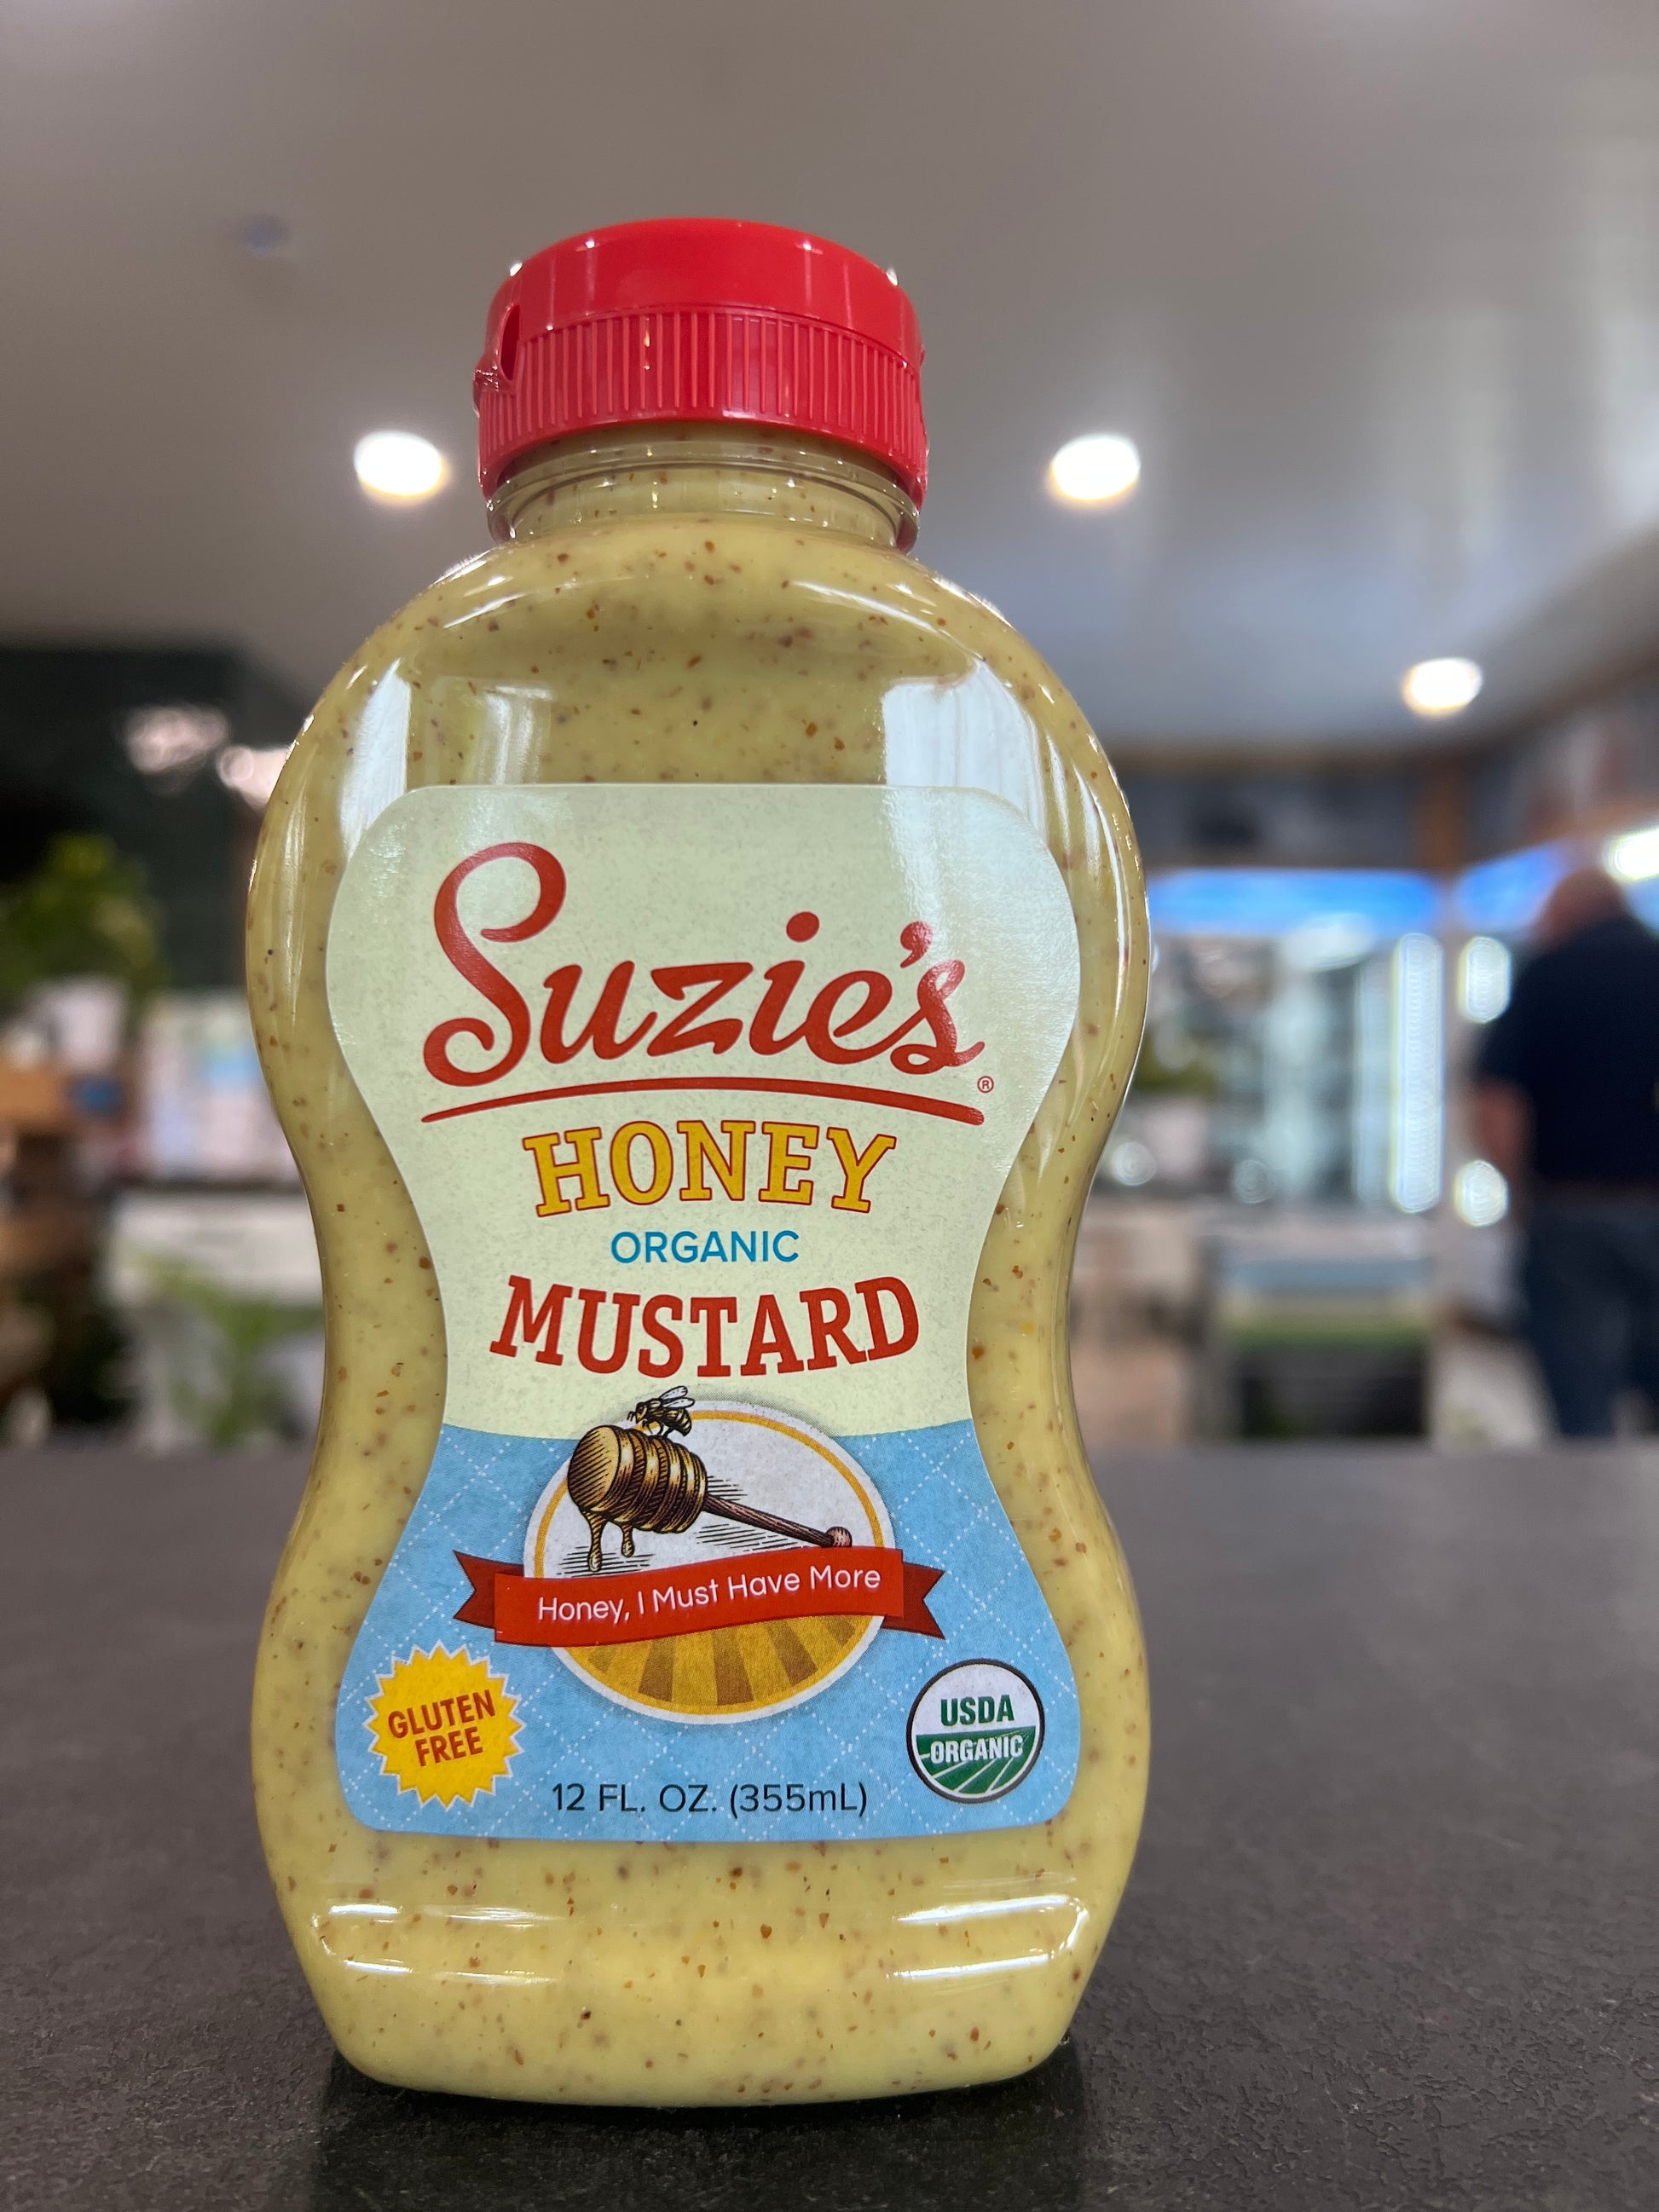 Suzie's®
HONEY
ORGANIC
MUSTARD
Honey, I Must Have More
GLUTEN
FREE
USDA
ORGANIC
12 FL. OZ. (355mL)